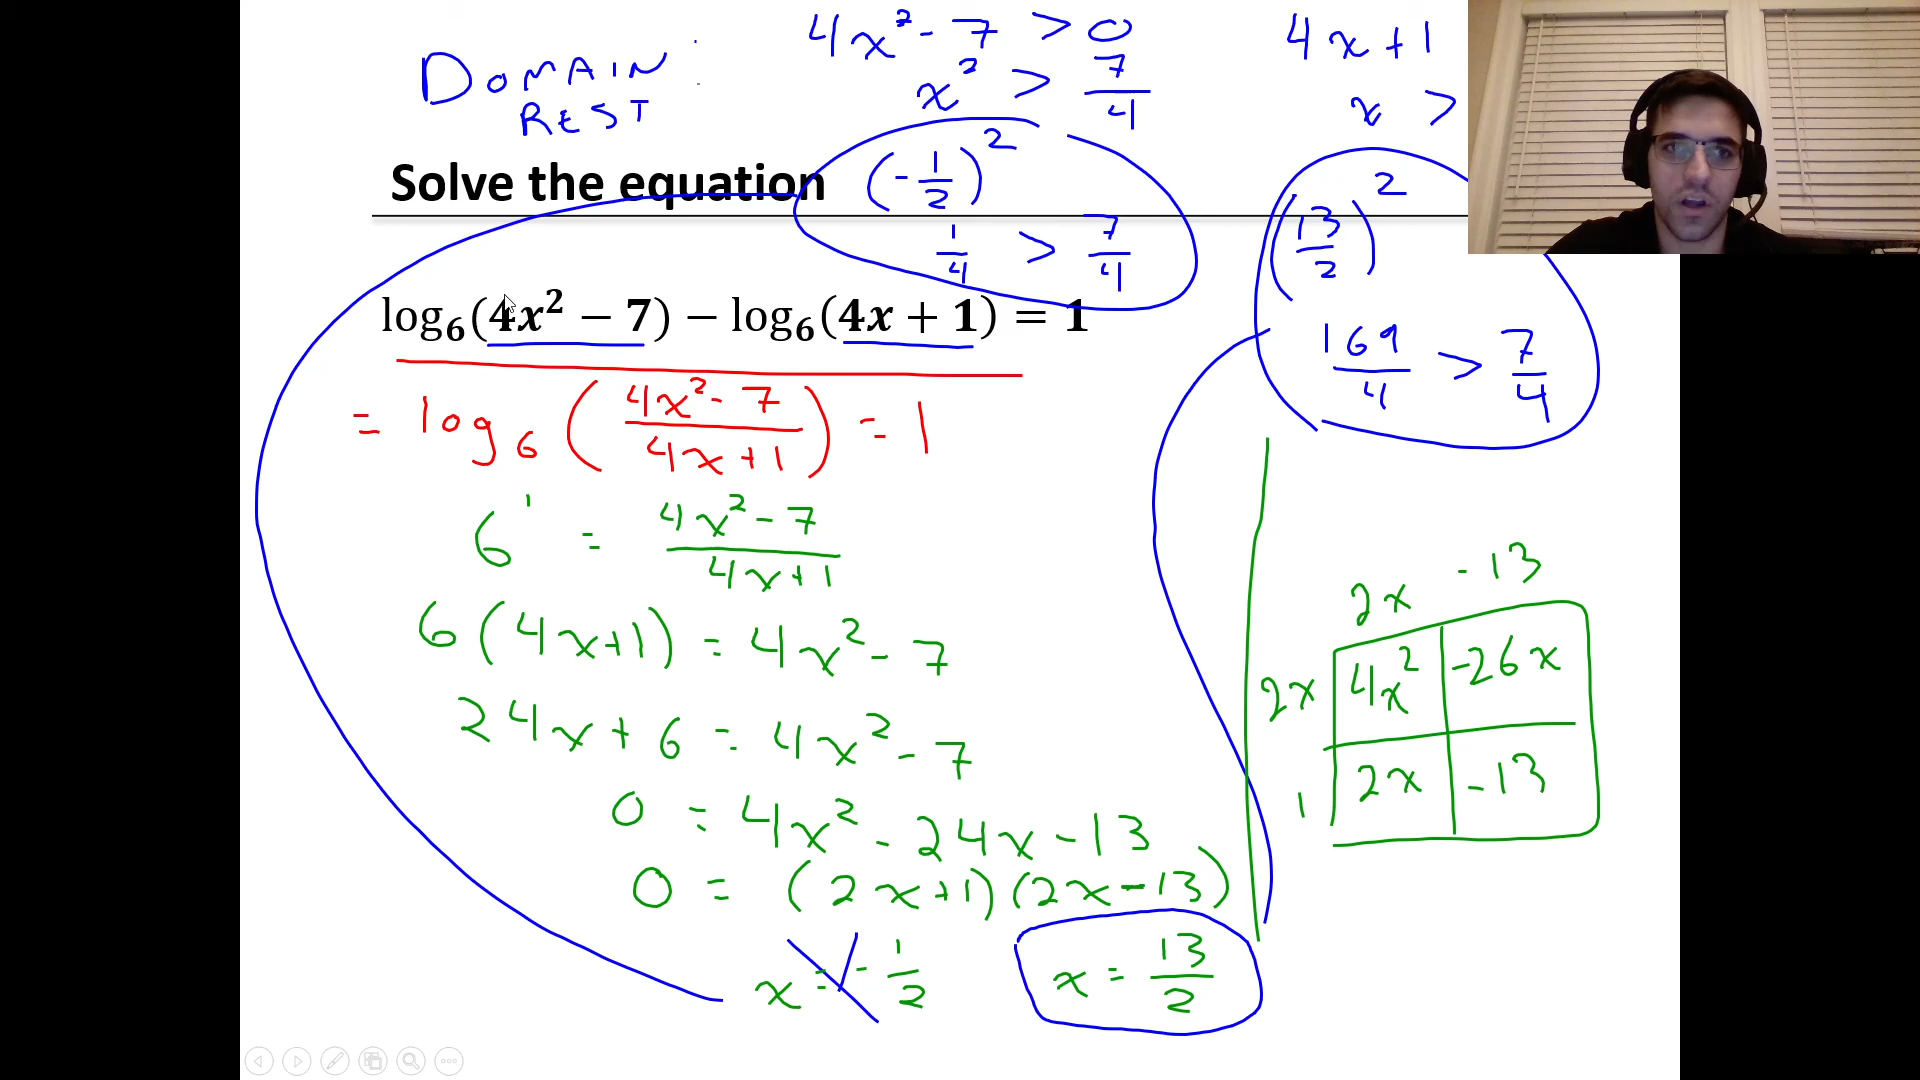 DOMAIN REST :
4x² - 7 > 0
x² > 7/4
4x + 1
x >
Solve the equation
(-1/2)²
1/4 > 7/4
(13/2)²
169/4 > 7/4
log₆(4x² − 7) − log₆(4x + 1) = 1
= log₆ ((4x² - 7)/(4x+1)) = 1
6¹ = (4x² - 7)/(4x+1)
6(4x+1) = 4x² - 7
24x + 6 = 4x² - 7
0 = 4x² - 24x - 13
0 = (2x+1)(2x-13)
x = -1/2
x = 13/2
2x -13
2x 4x² -26x
1 2x -13